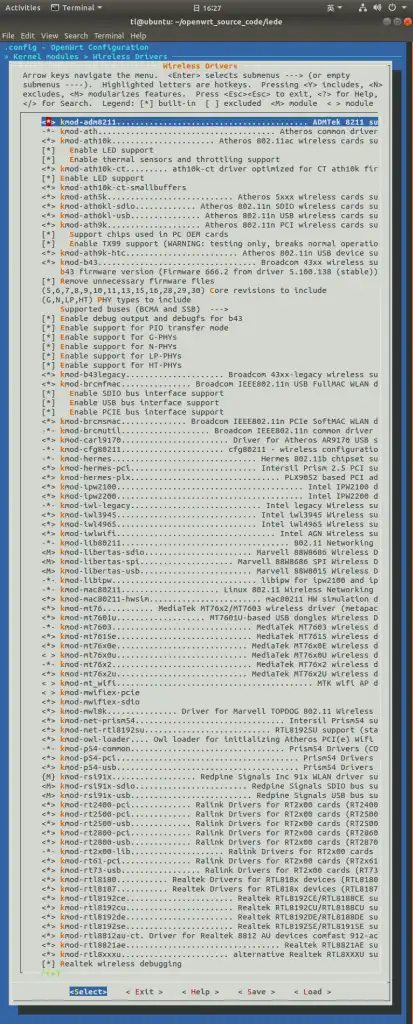 Activities Terminal 日 16:27 英
tl@ubuntu: ~/openwrt_source_code/lede
File Edit View Search Terminal Help
.config - OpenWrt Configuration
> Kernel modules > Wireless Drivers
Wireless Drivers
Arrow keys navigate the menu. <Enter> selects submenus ---> (or empty
submenus ----). Highlighted letters are hotkeys. Pressing <Y> includes, <N>
excludes, <M> modularizes features. Press <Esc><Esc> to exit, <?> for Help,
</> for Search. Legend: [*] built-in [ ] excluded <M> module < > module
<*> kmod-adm8211................................... ADMTek 8211 su
-*- kmod-ath................................... Atheros common driver
<*> kmod-ath10k................... Atheros 802.11ac wireless cards su
[*] Enable LED support
[*] Enable thermal sensors and throttling support
<*> kmod-ath10k-ct......... ath10k-ct driver optimized for CT ath10k fir
[*] Enable LED support
<*> kmod-ath10k-ct-smallbuffers
<*> kmod-ath5k....................... Atheros 5xxx wireless cards su
<*> kmod-ath6kl-sdio........... Atheros 802.11n SDIO wireless cards su
<*> kmod-ath6kl-usb............. Atheros 802.11n USB wireless cards su
<*> kmod-ath9k................... Atheros 802.11n PCI wireless cards su
[*] Support chips used in PC OEM cards
[*] Enable TX99 support (WARNING: testing only, breaks normal operatio
<*> kmod-ath9k-htc............ Atheros 802.11n USB device su
<*> kmod-b43........................... Broadcom 43xx wireless su
b43 firmware version (Firmware 666.2 from driver 5.100.138 (stable))
[*] Remove unnecessary firmware files
(5,6,7,8,9,10,11,13,15,16,28,29,30) Core revisions to include
(G,N,LP,HT) PHY types to include
Supported buses (BCMA and SSB) --->
[*] Enable debug output and debugfs for b43
[*] Enable support for PIO transfer mode
[*] Enable support for G-PHYs
[*] Enable support for N-PHYs
[*] Enable support for LP-PHYs
[*] Enable support for HT-PHYs
<*> kmod-b43legacy................. Broadcom 43xx-legacy wireless su
<*> kmod-brcmfmac......... Broadcom IEEE802.11n USB FullMAC WLAN d
[*] Enable SDIO bus interface support
[*] Enable USB bus interface support
[*] Enable PCIE bus interface support
<*> kmod-brcmsmac.......... Broadcom IEEE802.11n PCIe SoftMAC WLAN d
-*- kmod-brcmutil................ Broadcom IEEE802.11n common driver
<*> kmod-carl9170.................... Driver for Atheros AR9170 USB s
-*- kmod-cfg80211....................... cfg80211 - wireless configuratio
-*- kmod-hermes......................... Hermes 802.11b chipset su
<*> kmod-hermes-pci.................... Intersil Prism 2.5 PCI su
<*> kmod-hermes-plx......................... PLX9052 based PCI ad
<*> kmod-ipw2100............................. Intel IPW2100 d
<*> kmod-ipw2200............................. Intel IPW2200 d
-*- kmod-iwl-legacy....................... Intel legacy Wireless su
<*> kmod-iwl3945......................... Intel iwl3945 Wireless su
<*> kmod-iwl4965......................... Intel iwl4965 Wireless su
<*> kmod-iwlwifi......................... Intel AGN Wireless su
-*- kmod-lib80211............................... 802.11 Networking
<M> kmod-libertas-sdio................ Marvell 88W8686 Wireless D
<M> kmod-libertas-spi............... Marvell 88W8686 SPI Wireless D
<M> kmod-libertas-usb................. Marvell 88W8015 Wireless D
-*- kmod-libipw......................... libipw for ipw2100 and ip
-*- kmod-mac80211.............. Linux 802.11 Wireless Networking
<*> kmod-mac80211-hwsim................ mac80211 HW simulation d
<*> kmod-mt76......... MediaTek MT76x2/MT7603 wireless driver (metapac
<*> kmod-mt7601u................ MT7601U-based USB dongles Wireless D
-*- kmod-mt7603....................... MediaTek MT7603 wireless d
<*> kmod-mt7615e....................... MediaTek MT7615 wireless d
<*> kmod-mt76x0e..................... MediaTek MT76x0E wireless d
< > kmod-mt76x0u..................... MediaTek MT76x0U wireless d
-*- kmod-mt76x2....................... MediaTek MT76x2 wireless d
<*> kmod-mt76x2u..................... MediaTek MT76x2U wireless d
< > kmod-mt_wifi............................. MTK wifi AP d
< > kmod-mwifiex-pcie
<*> kmod-mwifiex-sdio
<*> kmod-mwl8k............... Driver for Marvell TOPDOG 802.11 Wireless
<*> kmod-net-prism54........................ Intersil Prism54 su
<*> kmod-net-rtl8192su.................. RTL8192SU support (sta
<*> kmod-owl-loader.... Owl loader for initializing Atheros PCI(e) Wifi
-*- kmod-p54-common....................... Prism54 Drivers (CO
<*> kmod-p54-pci............................... Prism54 Drivers
<*> kmod-p54-usb............................... Prism54 Drivers
{M} kmod-rsi91x................ Redpine Signals Inc 91x WLAN driver su
<M> kmod-rsi91x-sdio................... Redpine Signals SDIO bus su
<M> kmod-rsi91x-usb.................... Redpine Signals USB bus su
<*> kmod-rt2400-pci......... Ralink Drivers for RT2x00 cards (RT2400
<*> kmod-rt2500-pci......... Ralink Drivers for RT2x00 cards (RT2500
<*> kmod-rt2500-usb......... Ralink Drivers for RT2x00 cards (RT2500
<*> kmod-rt2800-pci......... Ralink Drivers for RT2x00 cards (RT2860
<*> kmod-rt2800-usb......... Ralink Drivers for RT2x00 cards (RT2870
-*- kmod-rt2x00-lib............. Ralink Drivers for RT2x00 cards
<*> kmod-rt61-pci........... Ralink Drivers for RT2x00 cards (RT2x61
<*> kmod-rt73-usb............ Ralink Drivers for RT2x00 cards (RT73
<*> kmod-rtl8180........ Realtek Drivers for RTL818x devices (RTL8180
<*> kmod-rtl8187........ Realtek Drivers for RTL818x devices (RTL8187
<*> kmod-rtl8192ce................... Realtek RTL8192CE/RTL8188CE
<*> kmod-rtl8192cu................... Realtek RTL8192CU/RTL8188CU
<*> kmod-rtl8192de................... Realtek RTL8192DE/RTL8188DE
<*> kmod-rtl8192se................... Realtek RTL8192SE/RTL8191SE
<*> kmod-rtl8812au-ct. Driver for Realtek 8812 AU devices comfast 912-ac
<*> kmod-rtl8821ae......................... Realtek RTL8821AE su
<*> kmod-rtl8xxxu................ alternative Realtek RTL8XXXU su
[*] Realtek wireless debugging
<Select> < Exit > < Help > < Save > < Load >